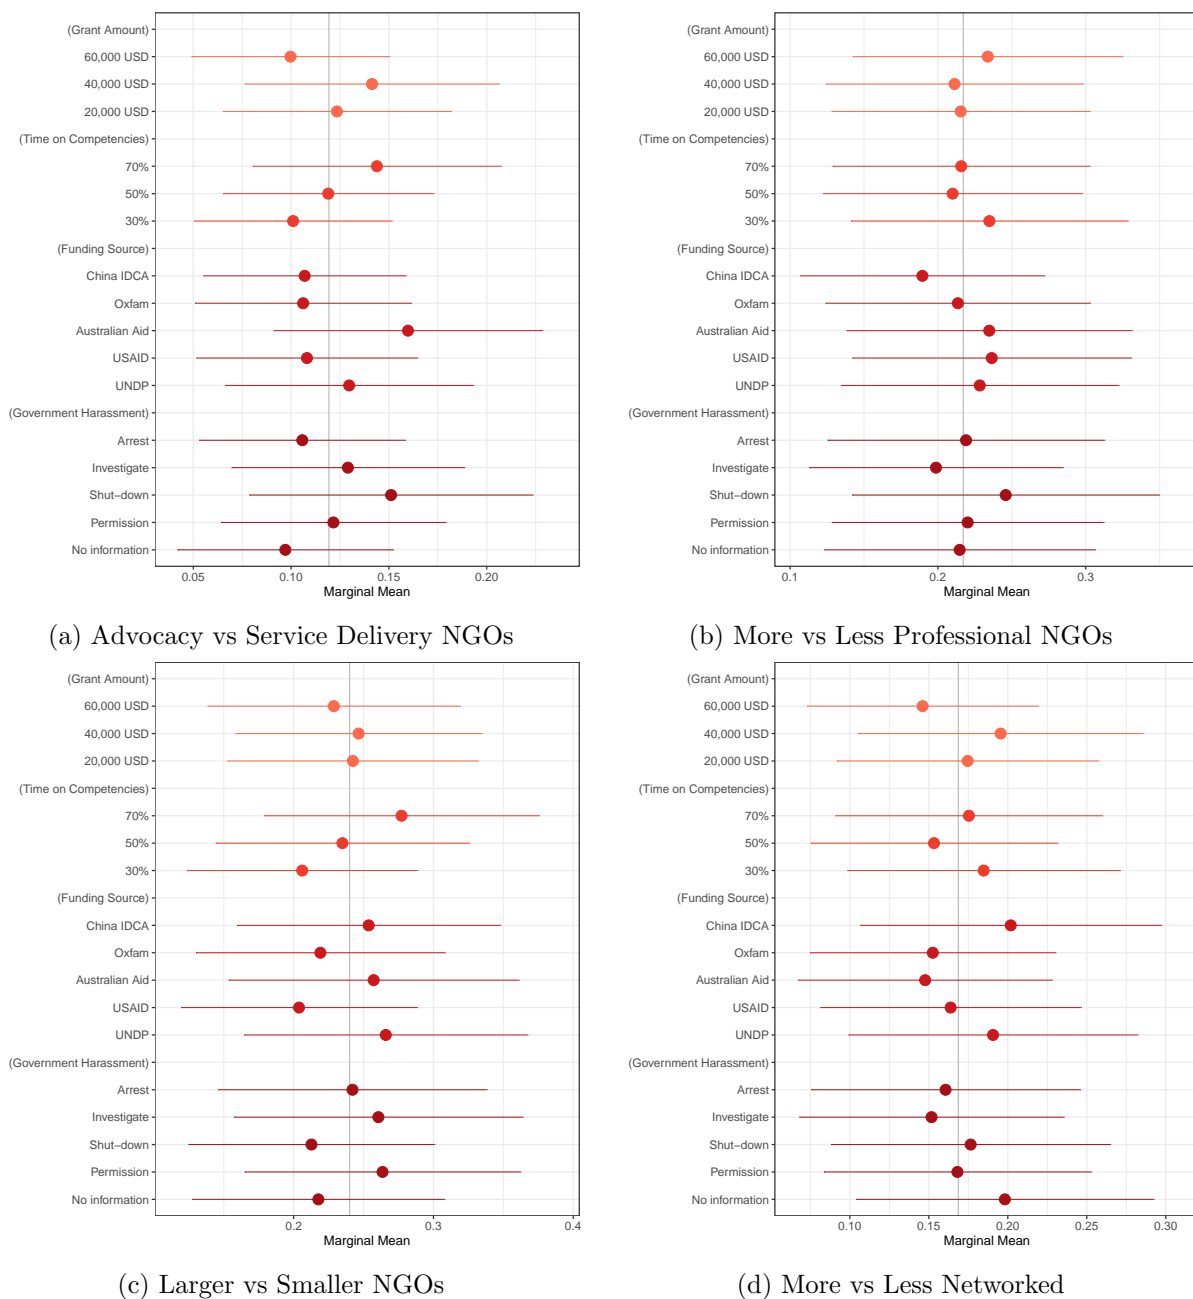 (Grant Amount)
60,000 USD
40,000 USD
20,000 USD
(Time on Competencies)
70%
50%
30%
(Funding Source)
China IDCA
Oxfam
Australian Aid
USAID
UNDP
(Government Harassment)
Arrest
Investigate
Shut−down
Permission
No information
0.05 0.10 0.15 0.20
Marginal Mean
(a) Advocacy vs Service Delivery NGOs
(Grant Amount)
60,000 USD
40,000 USD
20,000 USD
(Time on Competencies)
70%
50%
30%
(Funding Source)
China IDCA
Oxfam
Australian Aid
USAID
UNDP
(Government Harassment)
Arrest
Investigate
Shut−down
Permission
No information
0.1 0.2 0.3
Marginal Mean
(b) More vs Less Professional NGOs
(Grant Amount)
60,000 USD
40,000 USD
20,000 USD
(Time on Competencies)
70%
50%
30%
(Funding Source)
China IDCA
Oxfam
Australian Aid
USAID
UNDP
(Government Harassment)
Arrest
Investigate
Shut−down
Permission
No information
0.2 0.3 0.4
Marginal Mean
(c) Larger vs Smaller NGOs
(Grant Amount)
60,000 USD
40,000 USD
20,000 USD
(Time on Competencies)
70%
50%
30%
(Funding Source)
China IDCA
Oxfam
Australian Aid
USAID
UNDP
(Government Harassment)
Arrest
Investigate
Shut−down
Permission
No information
0.10 0.15 0.20 0.25 0.30
Marginal Mean
(d) More vs Less Networked